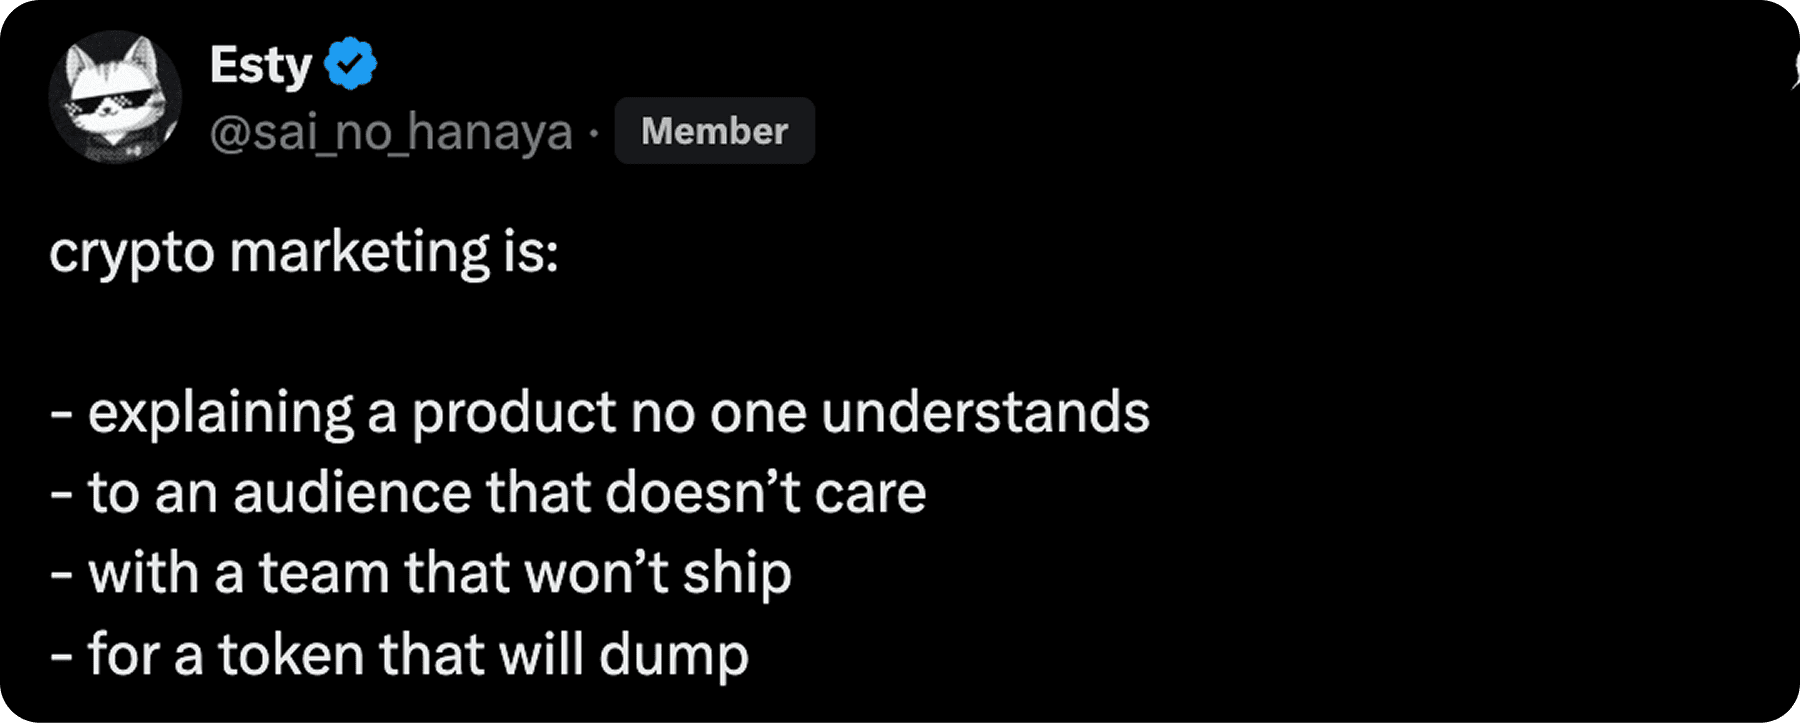 Esty
@sai_no_hanaya · Member
crypto marketing is:
- explaining a product no one understands
- to an audience that doesn’t care
- with a team that won’t ship
- for a token that will dump